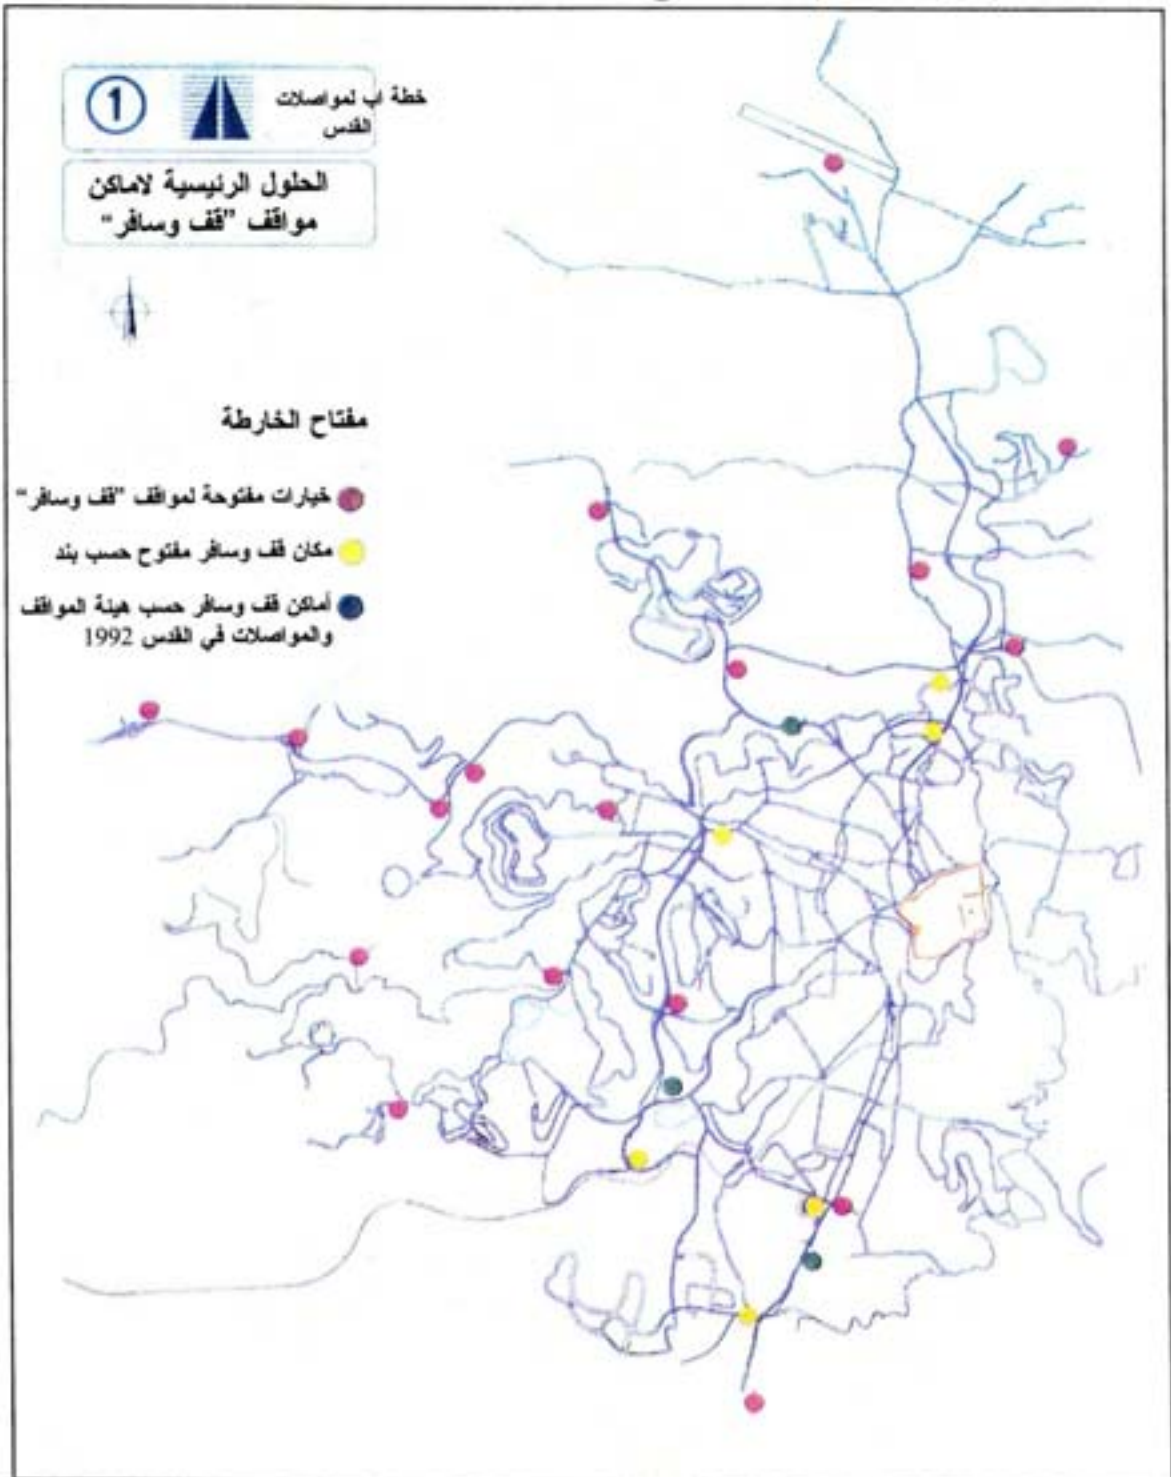 1
خطة اب لمواصلات
القدس
الحلول الرئيسية لاماكن
مواقف "قف وسافر"
مفتاح الخارطة
خيارات مفتوحة لمواقف "قف وسافر"
مكان قف وسافر مفتوح حسب بند
أماكن قف وسافر حسب هيئة المواقف
والمواصلات في القدس 1992